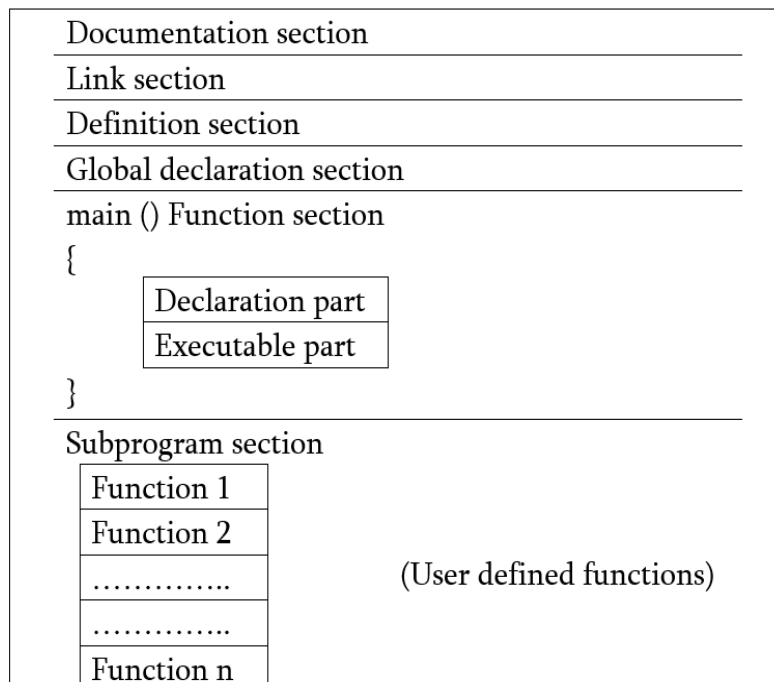 Documentation section
Link section
Definition section
Global declaration section
main () Function section
{
Declaration part
Executable part
}
Subprogram section
Function 1
Function 2
…………..
(User defined functions)
…………..
Function n